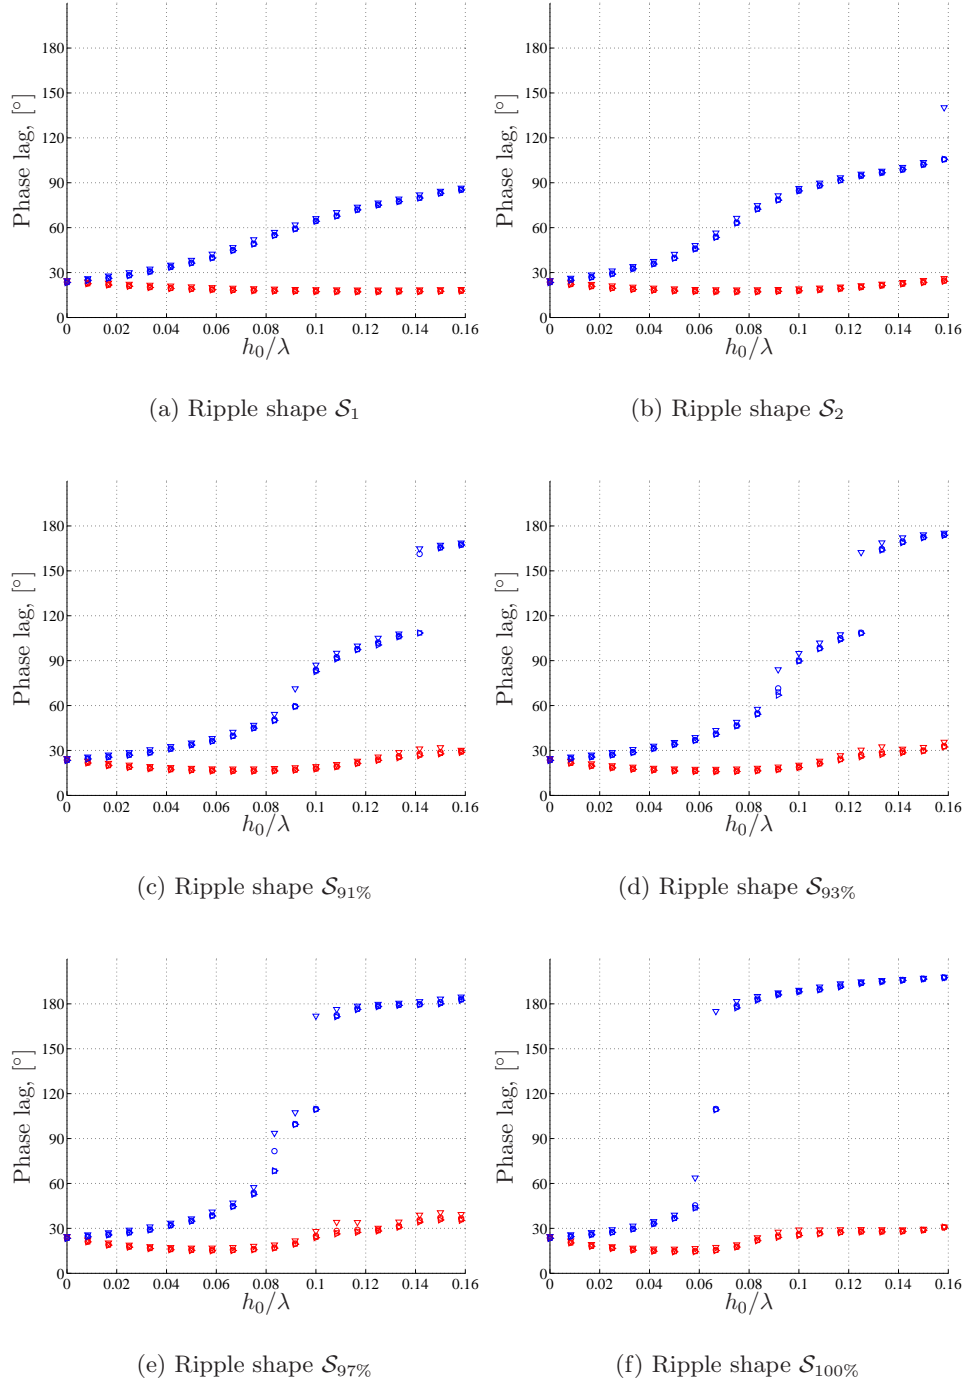 180
150
120
90
60
30
0
Phase lag, [°]
0 0.02 0.04 0.06 0.08 0.1 0.12 0.14 0.16
h₀/λ
(a) Ripple shape 𝒮₁
180
150
120
90
60
30
0
Phase lag, [°]
0 0.02 0.04 0.06 0.08 0.1 0.12 0.14 0.16
h₀/λ
(b) Ripple shape 𝒮₂
180
150
120
90
60
30
0
Phase lag, [°]
0 0.02 0.04 0.06 0.08 0.1 0.12 0.14 0.16
h₀/λ
(c) Ripple shape 𝒮91%
180
150
120
90
60
30
0
Phase lag, [°]
0 0.02 0.04 0.06 0.08 0.1 0.12 0.14 0.16
h₀/λ
(d) Ripple shape 𝒮93%
180
150
120
90
60
30
0
Phase lag, [°]
0 0.02 0.04 0.06 0.08 0.1 0.12 0.14 0.16
h₀/λ
(e) Ripple shape 𝒮97%
180
150
120
90
60
30
0
Phase lag, [°]
0 0.02 0.04 0.06 0.08 0.1 0.12 0.14 0.16
h₀/λ
(f) Ripple shape 𝒮100%